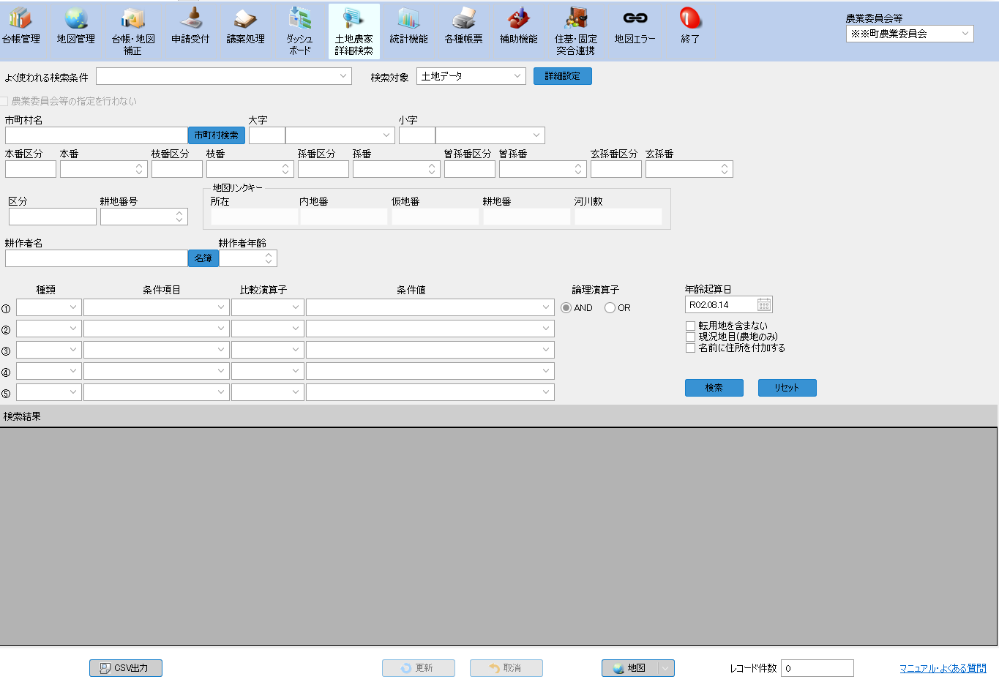 台帳管理 地図管理 台帳・地図 申請受付 議案処理 ダッシュ 土地農家 統計機能 各種帳票 補助機能 住基・固定 地図エラー 終了 農業委員会等
補正 ボード 詳細検索 突合連携 ※※町農業委員会
よく使われる検索条件 検索対象 土地データ 詳細設定
農業委員会等の指定を行わない
市町村名 大字 小字
市町村検索
本番区分 本番 枝番区分 枝番 孫番区分 孫番 曽孫番区分 曽孫番 玄孫番区分 玄孫番
地図リンクキー
区分 耕地番号 所在 内地番 仮地番 耕地番 河川敷
耕作者名 耕作者年齢
名簿
種類 条件項目 比較演算子 条件値 論理演算子 年齢起算日
① AND OR R02.08.14
② 転用地を含まない
現況地目(農地のみ)
③ 名前に住所を付加する
④
⑤ 検索 リセット
検索結果
CSV出力 更新 取消 地図 レコード件数 0 マニュアル・よくある質問